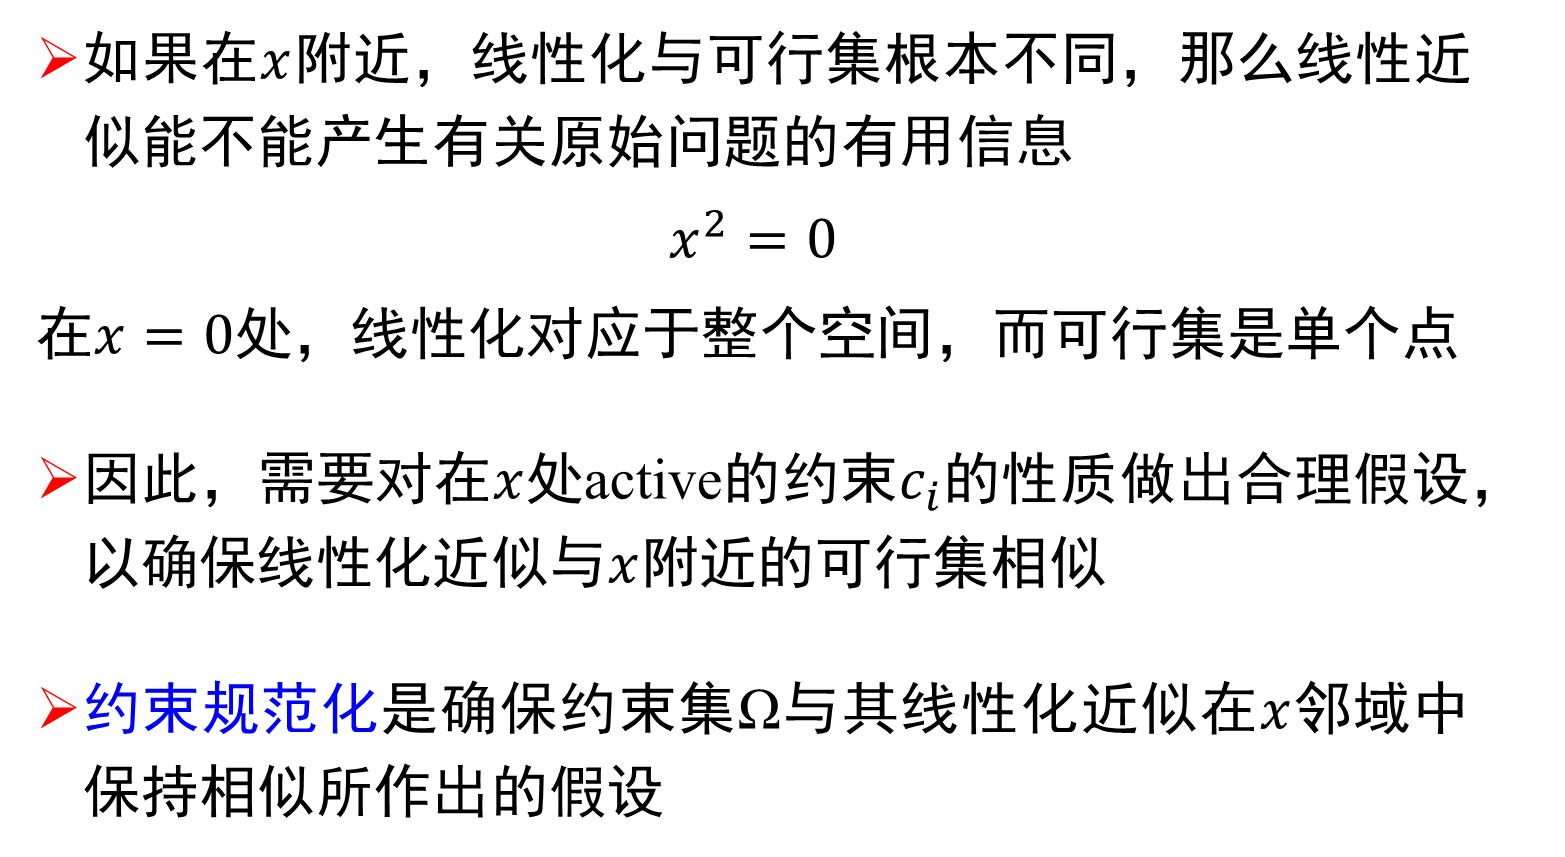 ➢如果在x附近，线性化与可行集根本不同，那么线性近
似能不能产生有关原始问题的有用信息
x² = 0
在x = 0处，线性化对应于整个空间，而可行集是单个点
➢因此，需要对在x处active的约束cᵢ的性质做出合理假设，
以确保线性化近似与x附近的可行集相似
➢约束规范化是确保约束集Ω与其线性化近似在x邻域中
保持相似所作出的假设